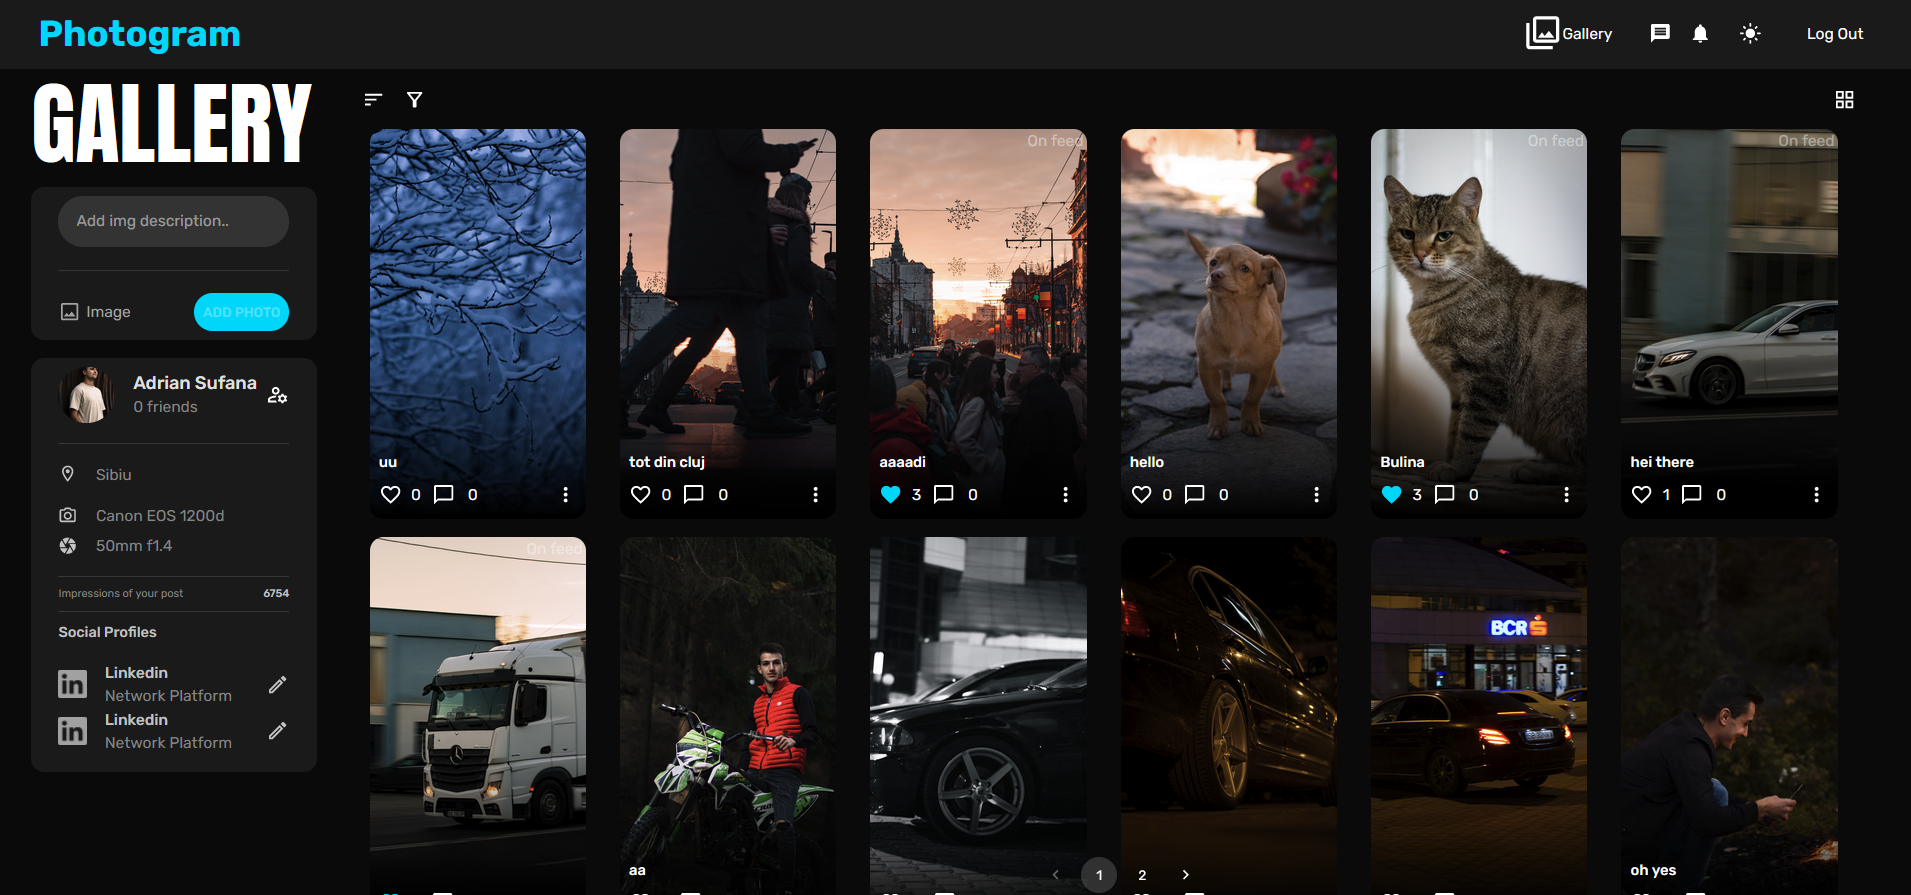 Photogram
Gallery
Log Out
GALLERY
Add img description..
Image
ADD PHOTO
Adrian Sufana
0 friends
Sibiu
Canon EOS 1200d
50mm f1.4
Impressions of your post 6754
Social Profiles
Linkedin
Network Platform
Linkedin
Network Platform
uu
0 0
tot din cluj
0 0
On feed
aaaadi
3 0
hello
0 0
On feed
Bulina
3 0
On feed
hei there
1 0
On feed
aa
BCR
oh yes
1 2